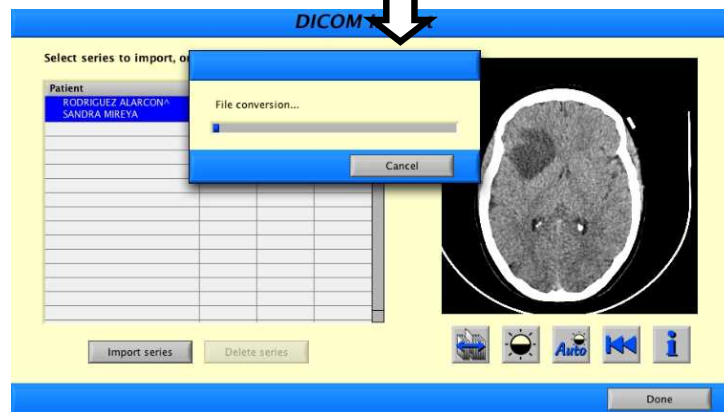 DICOM
Select series to import, o
Patient
RODRIGUEZ ALARCON^
SANDRA MIREYA
File conversion...
Cancel
Import series
Delete series
Auto
i
Done